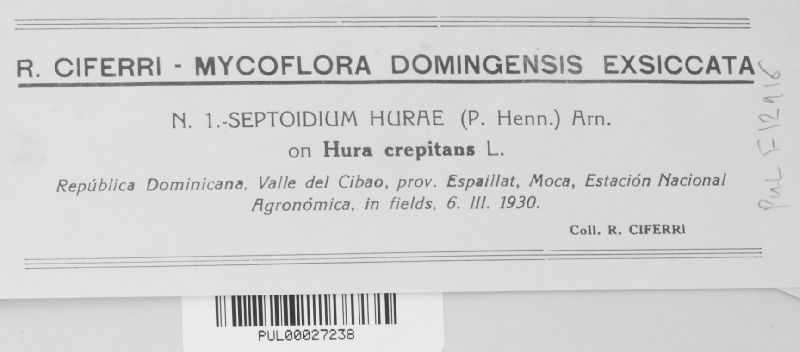 R. CIFERRI - MYCOFLORA DOMINGENSIS EXSICCATA
N. 1.-SEPTOIDIUM HURAE (P. Henn.) Arn.
on Hura crepitans L.
República Dominicana, Valle del Cibao, prov. Espaillat, Moca, Estación Nacional
Agronómica, in fields, 6. III. 1930.
Coll. R. CIFERRI
PUL F12916
PUL00027238